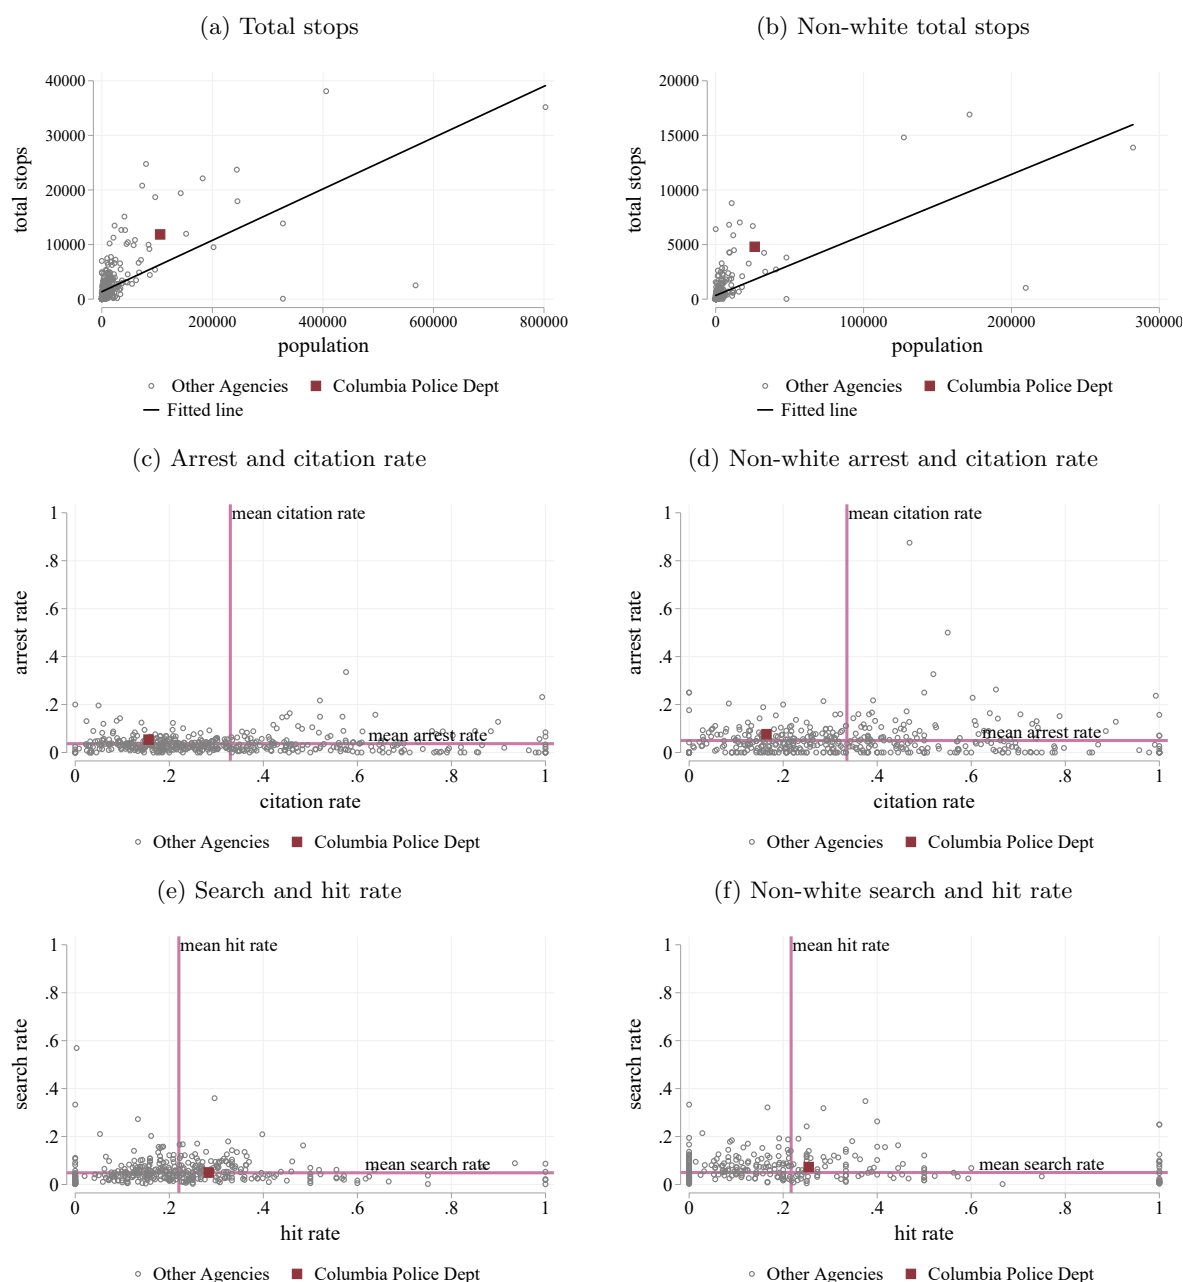 (a) Total stops
(b) Non-white total stops
40000
30000
20000
10000
0
total stops
0 200000 400000 600000 800000
population
Other Agencies Columbia Police Dept
Fitted line
20000
15000
10000
5000
0
total stops
0 100000 200000 300000
population
Other Agencies Columbia Police Dept
Fitted line
(c) Arrest and citation rate
(d) Non-white arrest and citation rate
1
.8
.6
.4
.2
0
arrest rate
mean citation rate
mean arrest rate
0 .2 .4 .6 .8 1
citation rate
Other Agencies Columbia Police Dept
1
.8
.6
.4
.2
0
arrest rate
mean citation rate
mean arrest rate
0 .2 .4 .6 .8 1
citation rate
Other Agencies Columbia Police Dept
(e) Search and hit rate
(f) Non-white search and hit rate
1
.8
.6
.4
.2
0
search rate
mean hit rate
mean search rate
0 .2 .4 .6 .8 1
hit rate
Other Agencies Columbia Police Dept
1
.8
.6
.4
.2
0
search rate
mean hit rate
mean search rate
0 .2 .4 .6 .8 1
hit rate
Other Agencies Columbia Police Dept